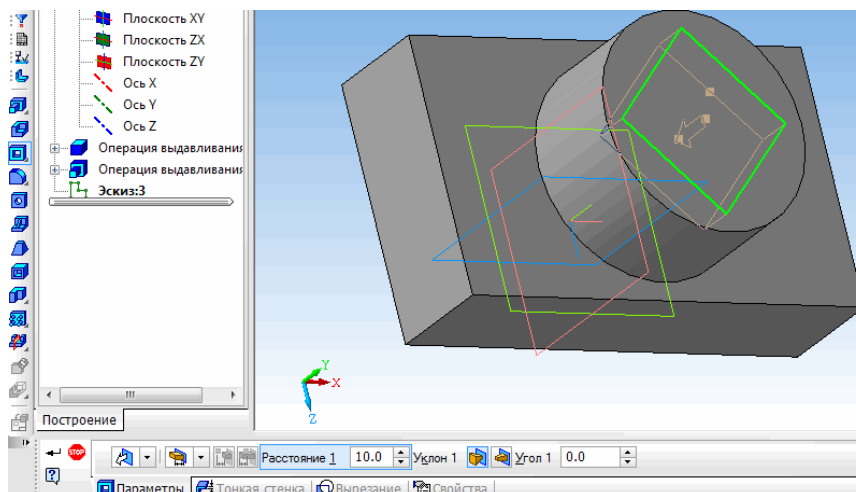 Плоскость XY
Плоскость ZX
Плоскость ZY
Ось X
Ось Y
Ось Z
Операция выдавливания
Операция выдавливания
Эскиз:3
Построение
Y
X
Z
STOP
Расстояние 1 10.0 Уклон 1 Угол 1 0.0
Параметры Тонкая стенка Вырезание Свойства